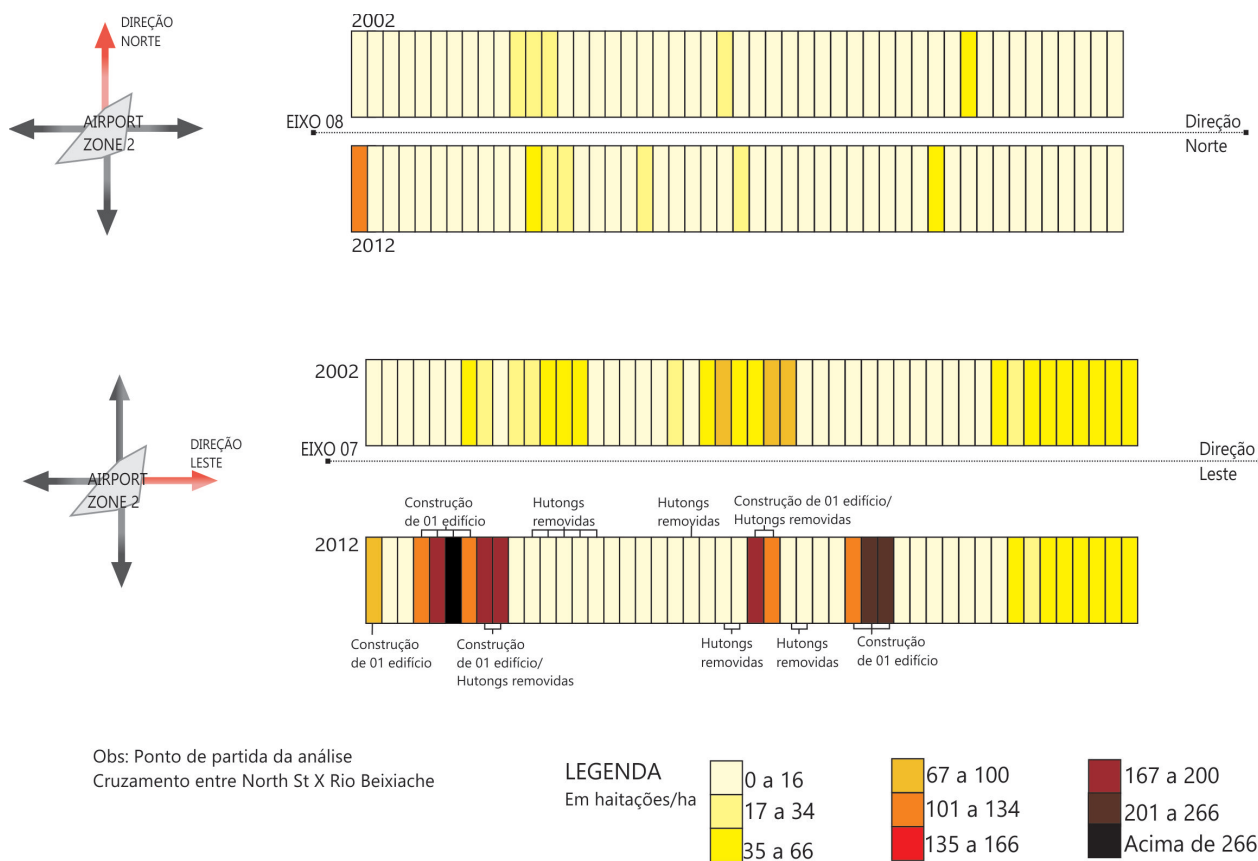 DIREÇÃO
NORTE
AIRPORT
ZONE 2
2002
EIXO 08
Direção
Norte
2012
DIREÇÃO
LESTE
AIRPORT
ZONE 2
2002
EIXO 07
Direção
Leste
Construção
de 01 edifício
Hutongs
removidas
Hutongs
removidas
Construção de 01 edifício/
Hutongs removidas
2012
Construção
de 01 edifício
Construção
de 01 edifício/
Hutongs removidas
Hutongs
removidas
Hutongs
removidas
Construção
de 01 edifício
Obs: Ponto de partida da análise
Cruzamento entre North St X Rio Beixiache
LEGENDA
Em haitações/ha
0 a 16
17 a 34
35 a 66
67 a 100
101 a 134
135 a 166
167 a 200
201 a 266
Acima de 266